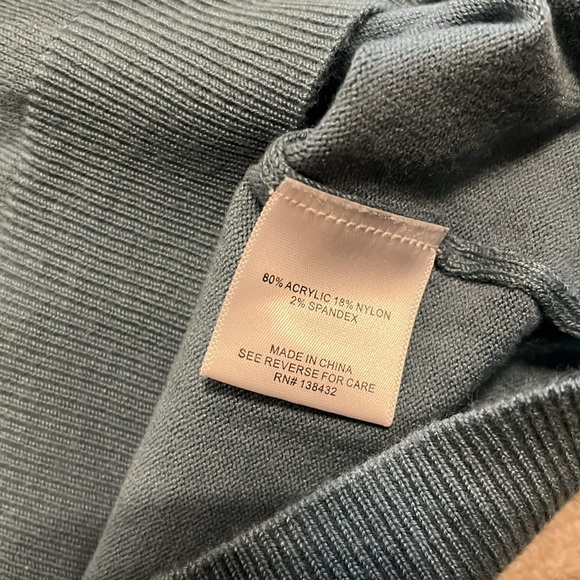 80% ACRYLIC 18% NYLON
2% SPANDEX
MADE IN CHINA
SEE REVERSE FOR CARE
RN# 138432